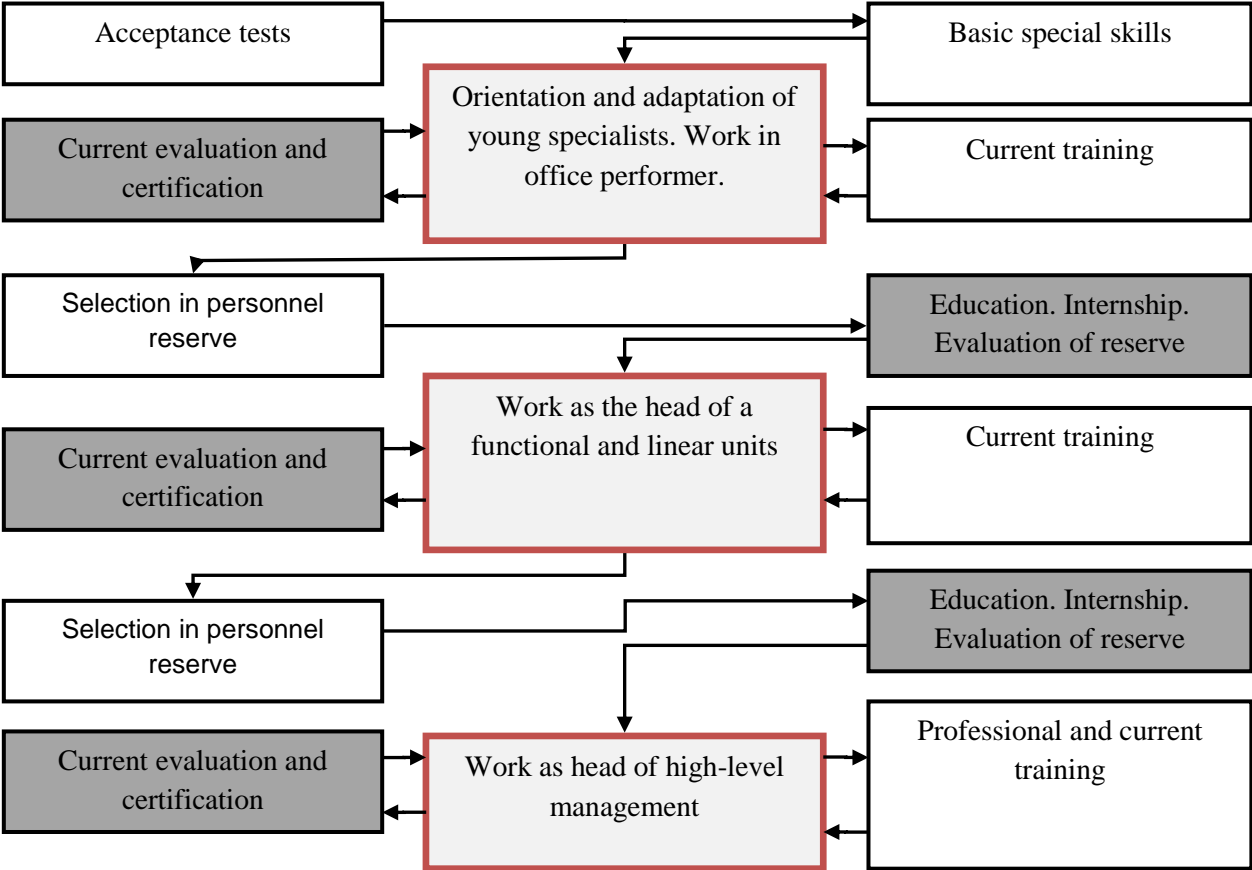 Acceptance tests
Basic special skills
Orientation and adaptation of
young specialists. Work in
office performer.
Current evaluation and
certification
Current training
Selection in personnel
reserve
Education. Internship.
Evaluation of reserve
Work as the head of a
functional and linear units
Current evaluation and
certification
Current training
Selection in personnel
reserve
Education. Internship.
Evaluation of reserve
Current evaluation and
certification
Work as head of high-level
management
Professional and current
training